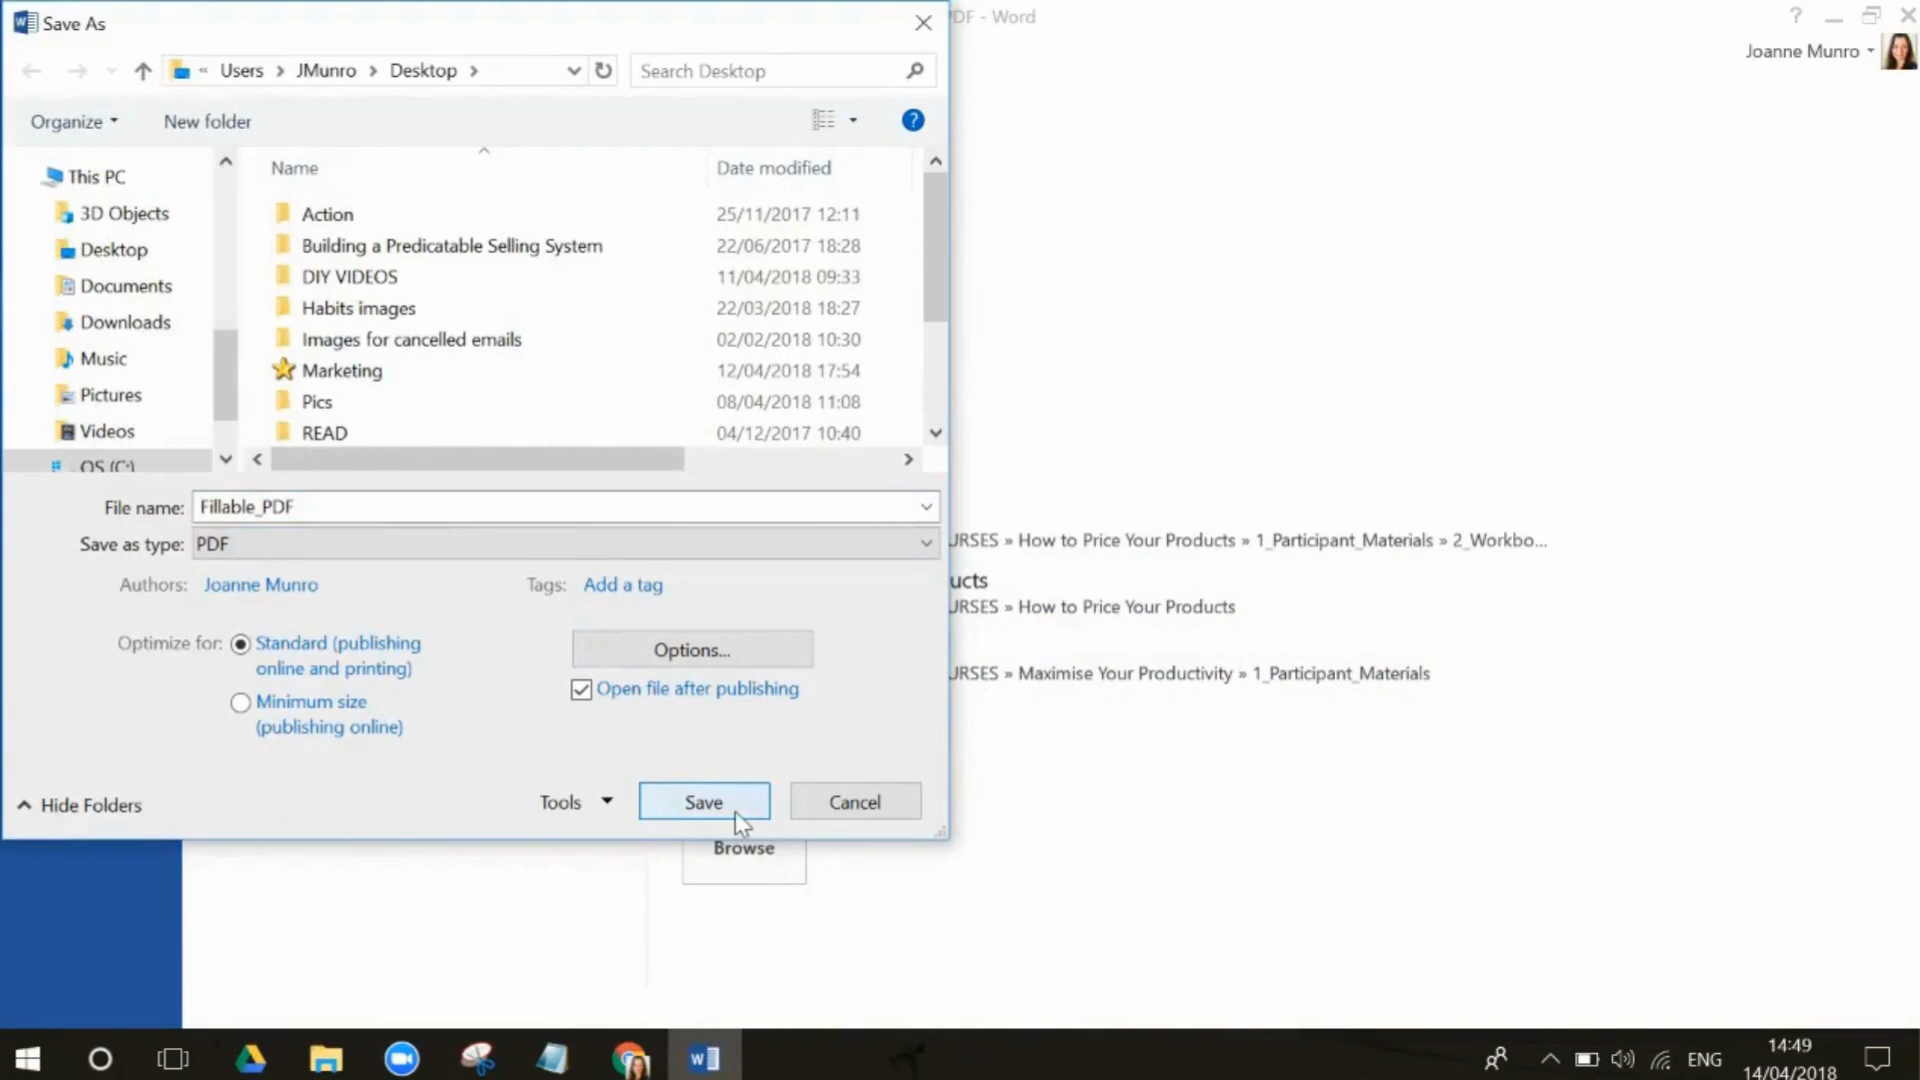 Save As
DF - Word
?
Joanne Munro
« Users > JMunro > Desktop >
Search Desktop
Organize
New folder
?
Name
Date modified
This PC
3D Objects
Desktop
Documents
Downloads
Music
Pictures
Videos
OS (C:)
Action 25/11/2017 12:11
Building a Predicatable Selling System 22/06/2017 18:28
DIY VIDEOS 11/04/2018 09:33
Habits images 22/03/2018 18:27
Images for cancelled emails 02/02/2018 10:30
Marketing 12/04/2018 17:54
Pics 08/04/2018 11:08
READ 04/12/2017 10:40
File name: Fillable_PDF
Save as type: PDF
Authors: Joanne Munro
Tags: Add a tag
Optimize for:
Standard (publishing
online and printing)
Minimum size
(publishing online)
Options...
Open file after publishing
Hide Folders
Tools
Save
Cancel
Browse
URSES » How to Price Your Products » 1_Participant_Materials » 2_Workbo...
ucts
URSES » How to Price Your Products
URSES » Maximise Your Productivity » 1_Participant_Materials
ENG
14:49
14/04/2018